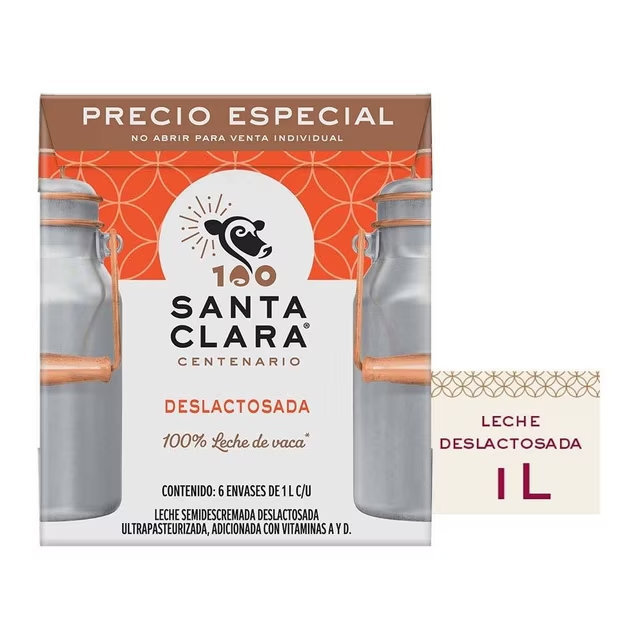 PRECIO ESPECIAL
NO ABRIR PARA VENTA INDIVIDUAL
100
SANTA
CLARA®
CENTENARIO
DESLACTOSADA
100% Leche de vaca*
CONTENIDO: 6 ENVASES DE 1 L C/U
LECHE SEMIDESCREMADA DESLACTOSADA
ULTRAPASTEURIZADA, ADICIONADA CON VITAMINAS A Y D.
LECHE
DESLACTOSADA
1L